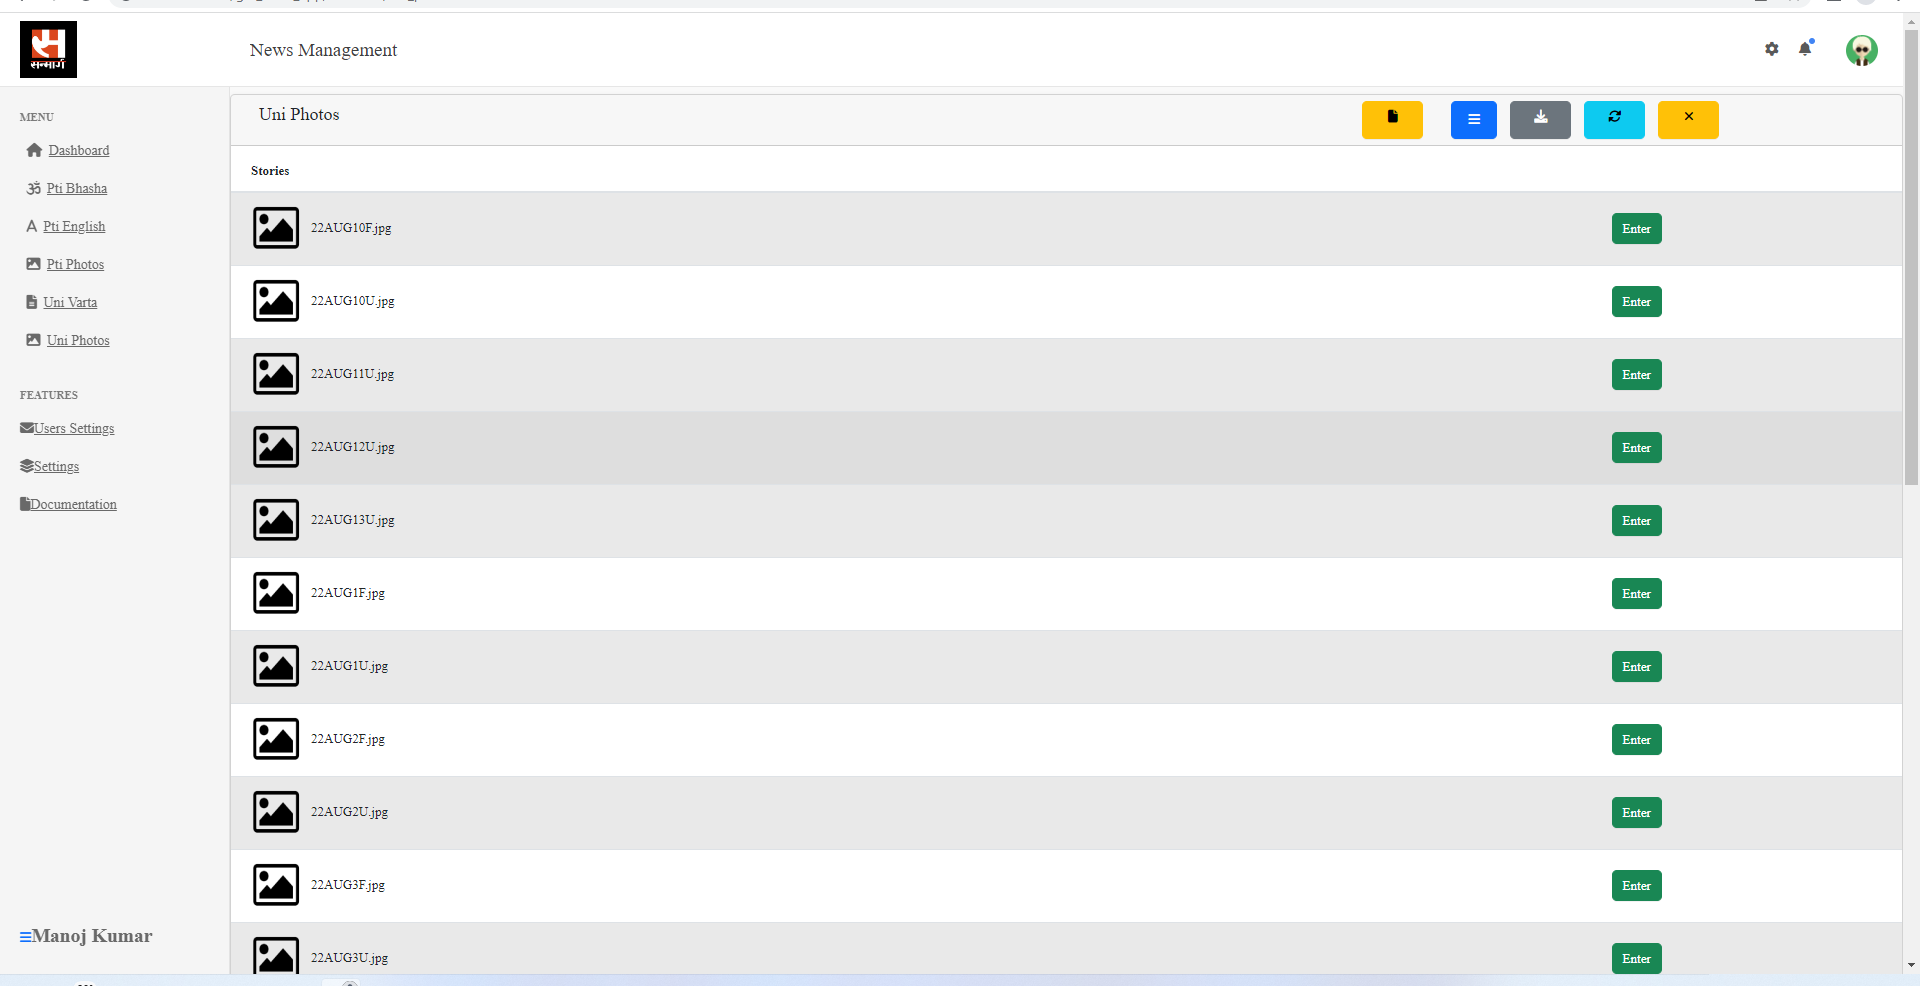 सन्मार्ग
News Management
MENU
Dashboard
Pti Bhasha
Pti English
Pti Photos
Uni Varta
Uni Photos
FEATURES
Users Settings
Settings
Documentation
Manoj Kumar
Uni Photos
Stories
22AUG10F.jpg Enter
22AUG10U.jpg Enter
22AUG11U.jpg Enter
22AUG12U.jpg Enter
22AUG13U.jpg Enter
22AUG1F.jpg Enter
22AUG1U.jpg Enter
22AUG2F.jpg Enter
22AUG2U.jpg Enter
22AUG3F.jpg Enter
22AUG3U.jpg Enter